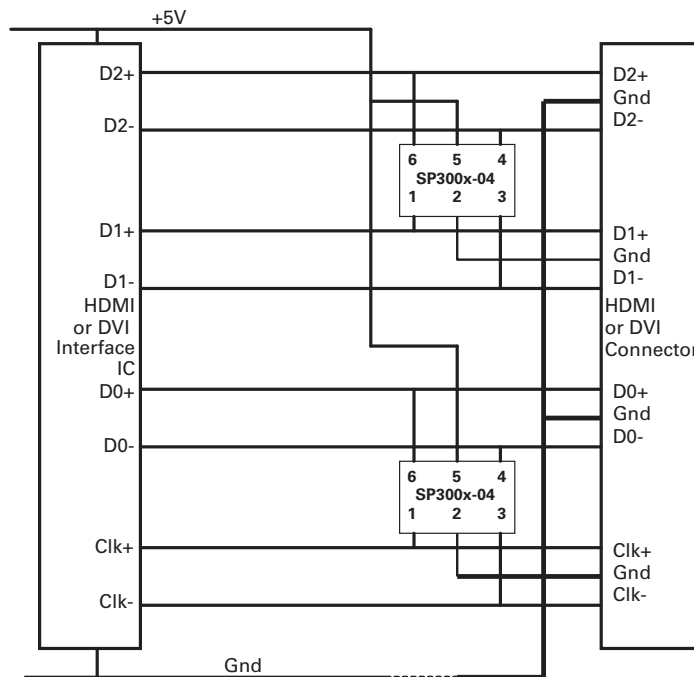 +5V
D2+
D2-
D1+
D1-
HDMI
or DVI
Interface
IC
D0+
D0-
Clk+
Clk-
6 5 4
SP300x-04
1 2 3
6 5 4
SP300x-04
1 2 3
D2+
Gnd
D2-
D1+
Gnd
D1-
HDMI
or DVI
Connector
D0+
Gnd
D0-
Clk+
Gnd
Clk-
Gnd